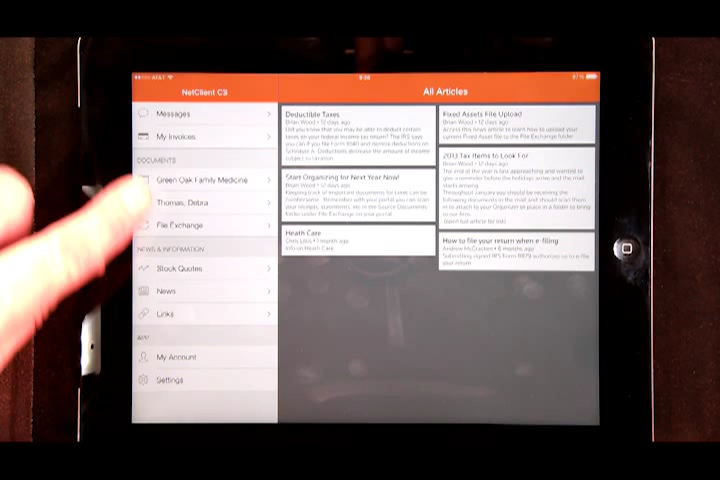 AT&T
9:56
97%
NetClient CS
All Articles
Messages
My Invoices
DOCUMENTS
Green Oak Family Medicine
Thomas, Debra
File Exchange
NEWS & INFORMATION
Stock Quotes
News
Links
APP
My Account
Settings
Deductible Taxes
Brian Wood • 12 days ago
Did you know that you may be able to deduct certain
taxes on your federal income tax return? The IRS says
you can if you file Form 1040 and itemize deductions on
Schedule A. Deductions decrease the amount of income
subject to taxation.
Start Organizing for Next Year Now!
Brian Wood • 12 days ago
Keeping track of important documents for taxes can be
cumbersome. Throughout with your portal you can scan
your receipts, statements, etc in the Source Documents
folder under File Exchange on your portal.
Heath Care
Chris Litos • 1 month ago
Info on Heath Care
Fixed Assets File Upload
Brian Wood • 12 days ago
Access this news article to learn how to upload your
current Fixed Asset file to the File Exchange folder.
2013 Tax Items to Look For
Brian Wood • 12 days ago
The end of the year is fast approaching and wanted to
give a reminder before the holidays arrive and the mail
starts arriving.
Throughout January you should be receiving the
following documents in the mail and should scan them
in to attach to your Organizer or place in a folder to bring
to our firm.
(open full article for list)
How to file your return when e-filing
Andrew McCracken • 6 months ago
Submitting signed IRS Form 8879 authorizes us to e-file
your return